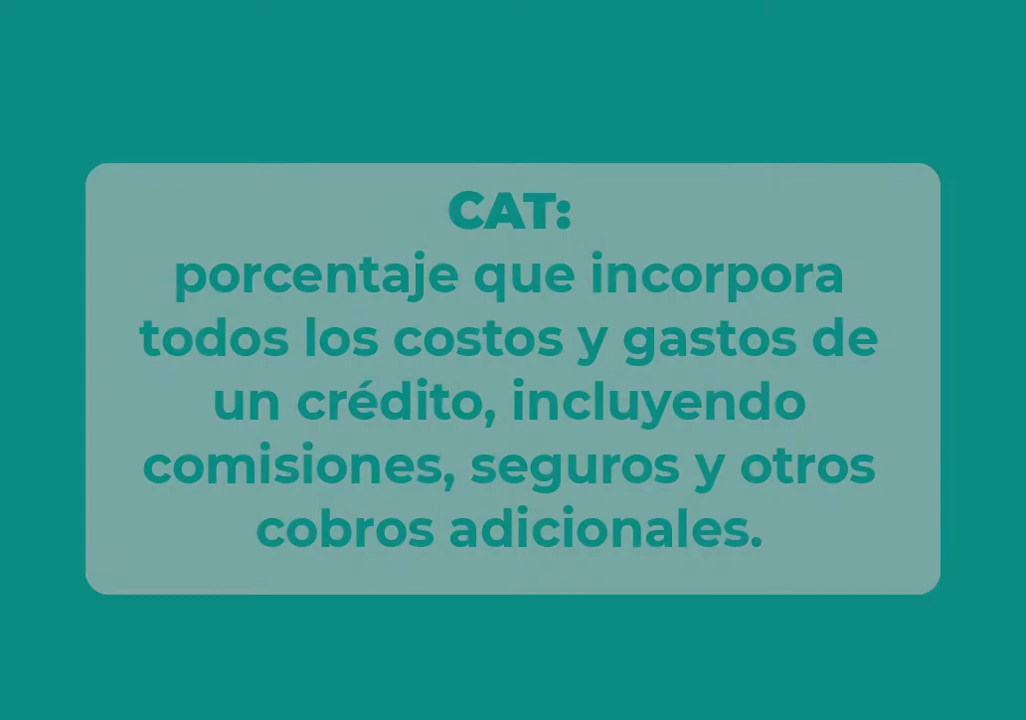 CAT:
porcentaje que incorpora
todos los costos y gastos de
un crédito, incluyendo
comisiones, seguros y otros
cobros adicionales.